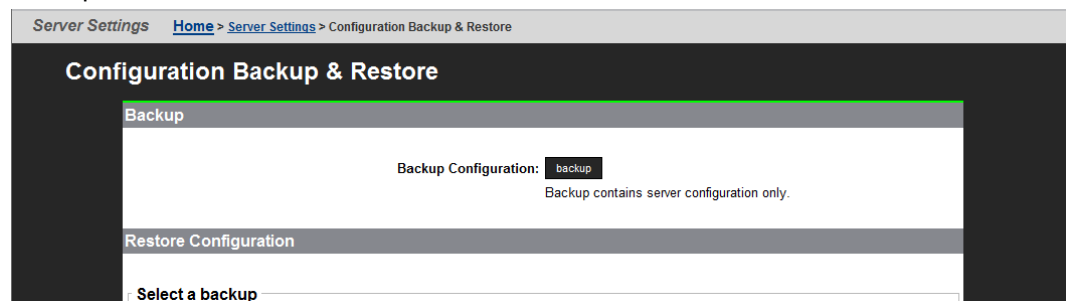 Server Settings Home > Server Settings > Configuration Backup & Restore
Configuration Backup & Restore
Backup
Backup Configuration: backup
Backup contains server configuration only.
Restore Configuration
Select a backup